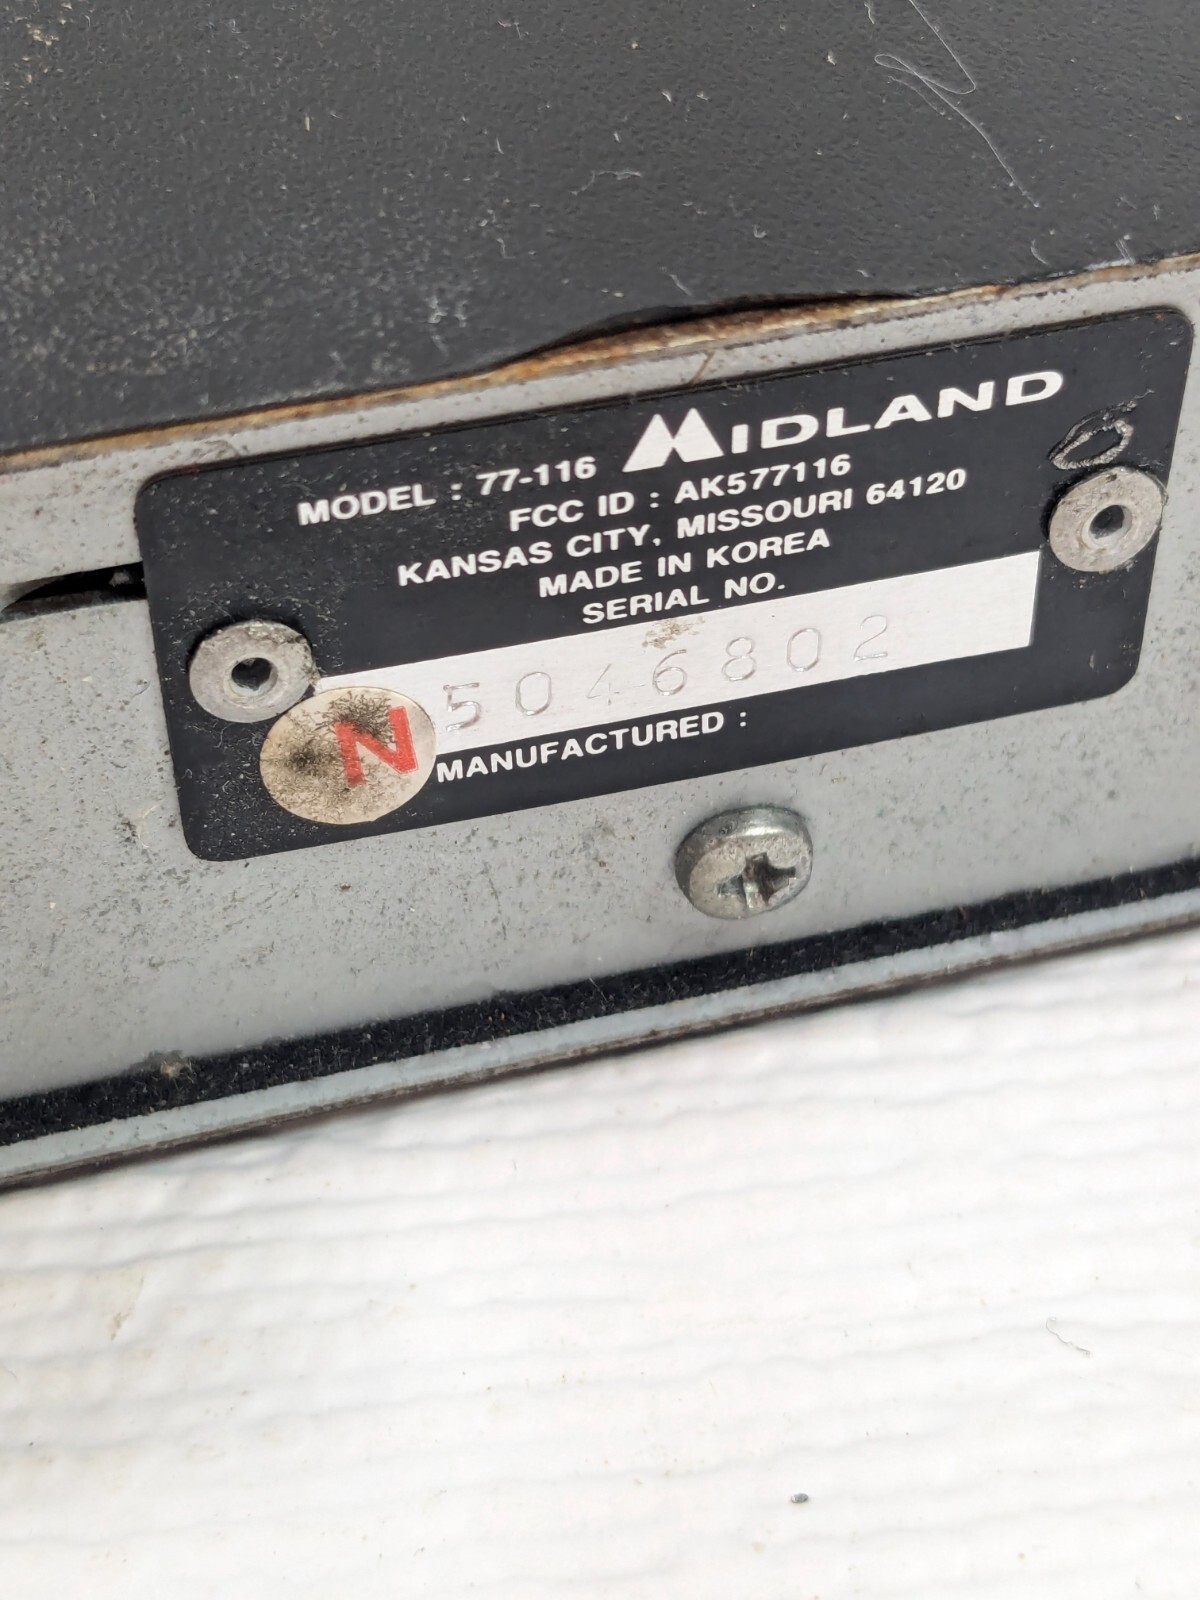 MIDLAND
MODEL : 77-116
FCC ID : AK577116
KANSAS CITY, MISSOURI 64120
MADE IN KOREA
SERIAL NO.
5046802
N
MANUFACTURED :